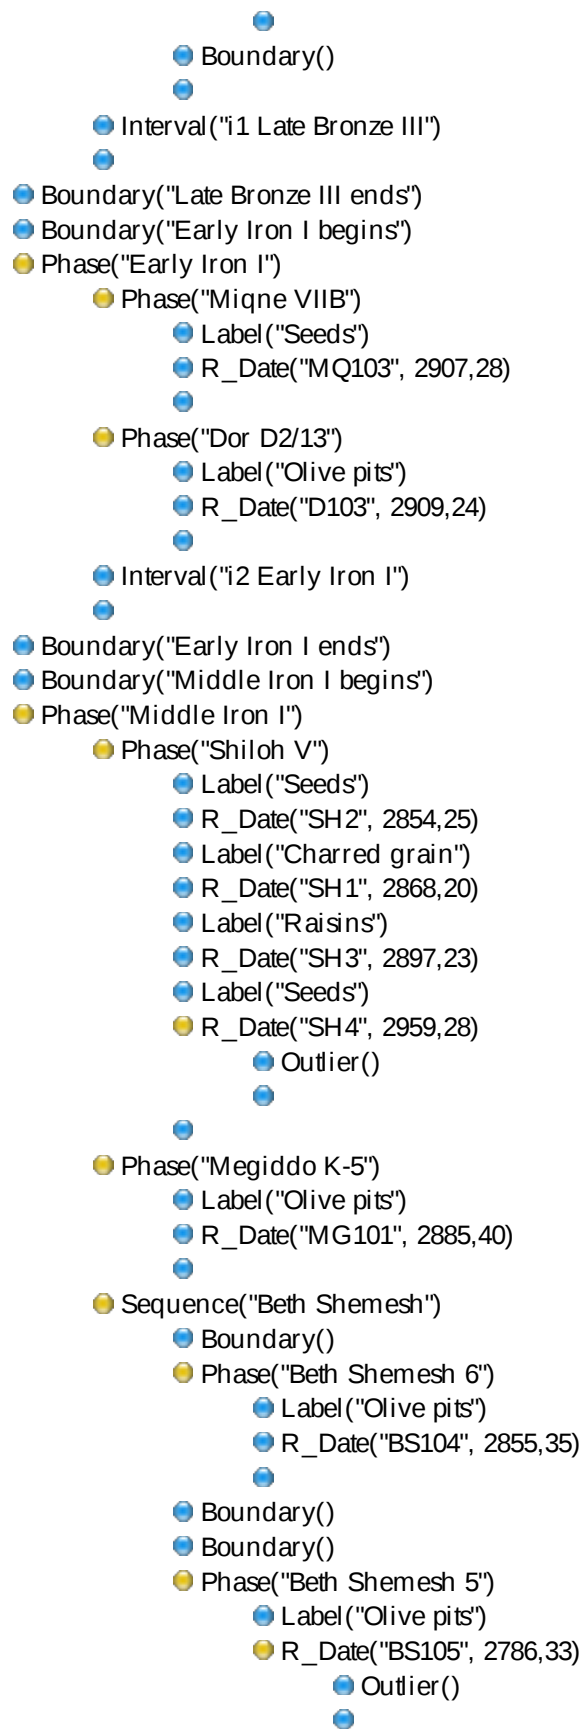 Boundary()
Interval("i1 Late Bronze III")
Boundary("Late Bronze III ends")
Boundary("Early Iron I begins")
Phase("Early Iron I")
Phase("Miqne VIIB")
Label("Seeds")
R_Date("MQ103", 2907,28)
Phase("Dor D2/13")
Label("Olive pits")
R_Date("D103", 2909,24)
Interval("i2 Early Iron I")
Boundary("Early Iron I ends")
Boundary("Middle Iron I begins")
Phase("Middle Iron I")
Phase("Shiloh V")
Label("Seeds")
R_Date("SH2", 2854,25)
Label("Charred grain")
R_Date("SH1", 2868,20)
Label("Raisins")
R_Date("SH3", 2897,23)
Label("Seeds")
R_Date("SH4", 2959,28)
Outlier()
Phase("Megiddo K-5")
Label("Olive pits")
R_Date("MG101", 2885,40)
Sequence("Beth Shemesh")
Boundary()
Phase("Beth Shemesh 6")
Label("Olive pits")
R_Date("BS104", 2855,35)
Boundary()
Boundary()
Phase("Beth Shemesh 5")
Label("Olive pits")
R_Date("BS105", 2786,33)
Outlier()